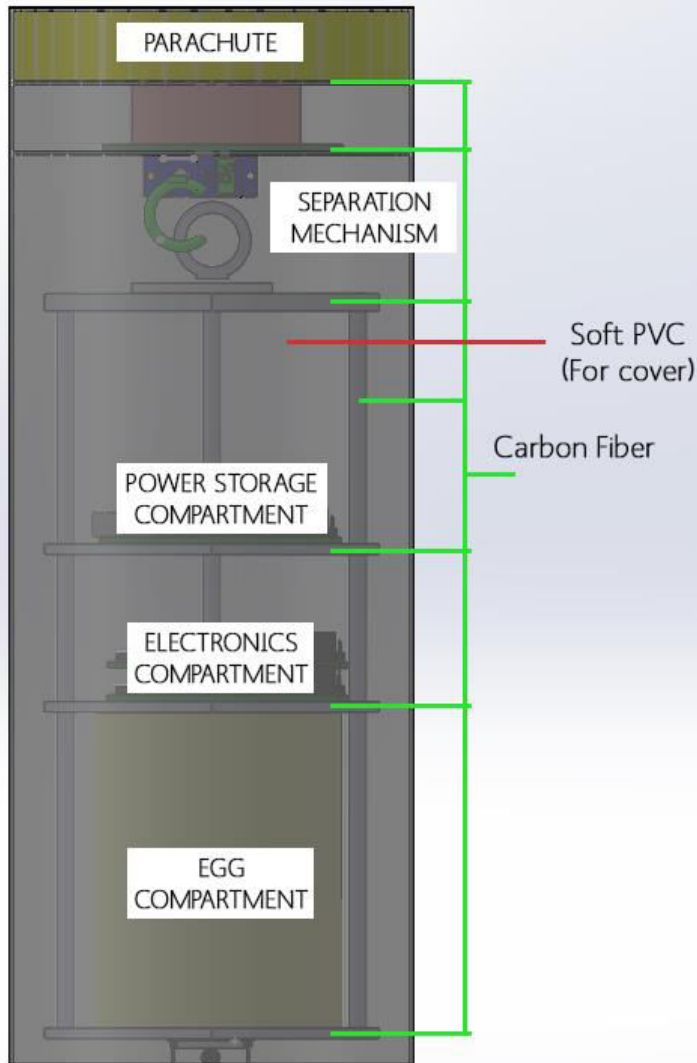 PARACHUTE
SEPARATION
MECHANISM
Soft PVC
(For cover)
Carbon Fiber
POWER STORAGE
COMPARTMENT
ELECTRONICS
COMPARTMENT
EGG
COMPARTMENT